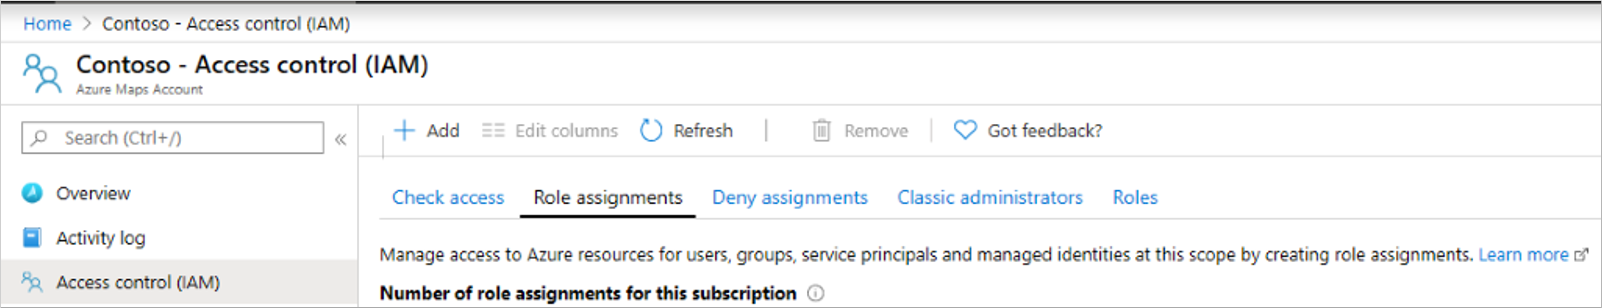 Home > Contoso - Access control (IAM)
Contoso - Access control (IAM)
Azure Maps Account
Search (Ctrl+/) «
Add Edit columns Refresh Remove Got feedback?
Overview
Activity log
Access control (IAM)
Check access Role assignments Deny assignments Classic administrators Roles
Manage access to Azure resources for users, groups, service principals and managed identities at this scope by creating role assignments. Learn more
Number of role assignments for this subscription